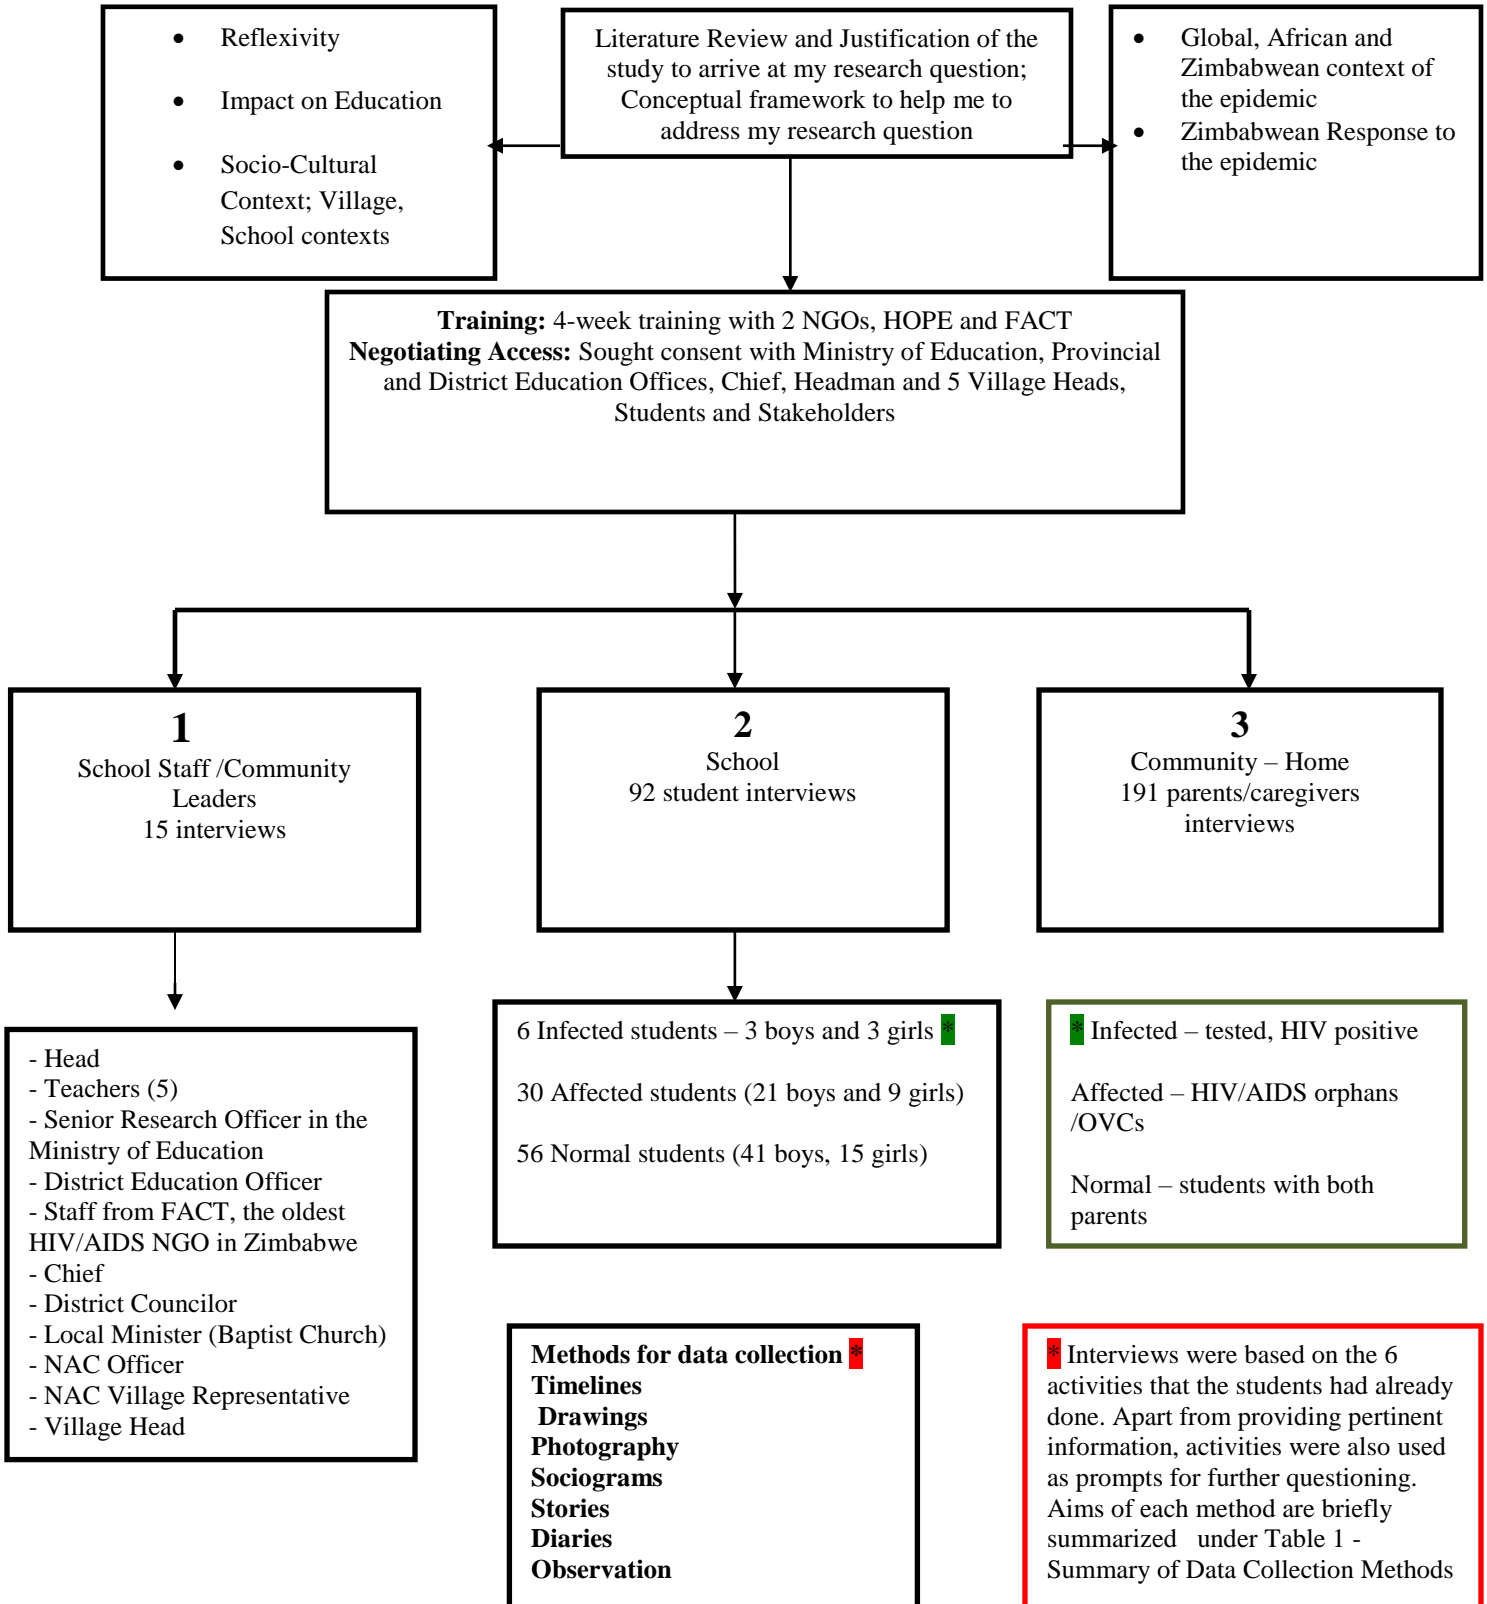 • Reflexivity
• Impact on Education
• Socio-Cultural
Context; Village,
School contexts
Literature Review and Justification of the
study to arrive at my research question;
Conceptual framework to help me to
address my research question
• Global, African and
Zimbabwean context of
the epidemic
• Zimbabwean Response to
the epidemic
Training: 4-week training with 2 NGOs, HOPE and FACT
Negotiating Access: Sought consent with Ministry of Education, Provincial
and District Education Offices, Chief, Headman and 5 Village Heads,
Students and Stakeholders
1
School Staff /Community
Leaders
15 interviews
2
School
92 student interviews
3
Community – Home
191 parents/caregivers
interviews
- Head
- Teachers (5)
- Senior Research Officer in the
Ministry of Education
- District Education Officer
- Staff from FACT, the oldest
HIV/AIDS NGO in Zimbabwe
- Chief
- District Councilor
- Local Minister (Baptist Church)
- NAC Officer
- NAC Village Representative
- Village Head
6 Infected students – 3 boys and 3 girls *
30 Affected students (21 boys and 9 girls)
56 Normal students (41 boys, 15 girls)
* Infected – tested, HIV positive
Affected – HIV/AIDS orphans
/OVCs
Normal – students with both
parents
Methods for data collection *
Timelines
Drawings
Photography
Sociograms
Stories
Diaries
Observation
* Interviews were based on the 6
activities that the students had already
done. Apart from providing pertinent
information, activities were also used
as prompts for further questioning.
Aims of each method are briefly
summarized under Table 1 -
Summary of Data Collection Methods